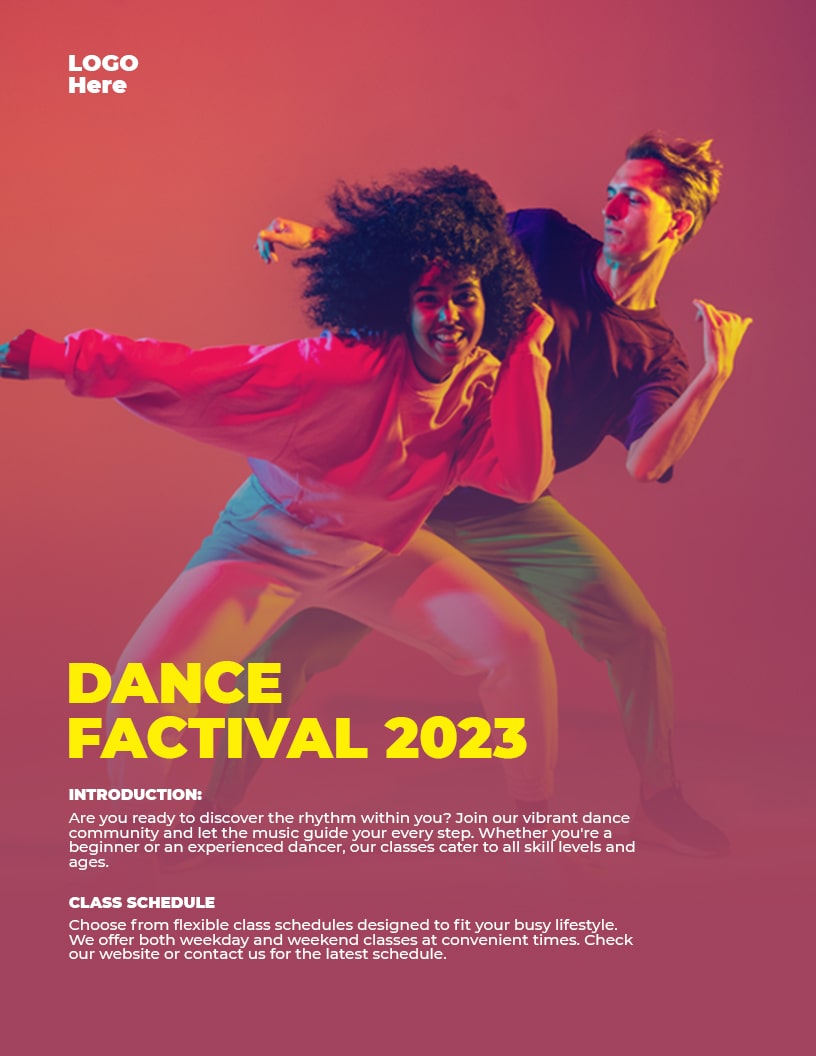 LOGO
Here
DANCE
FACTIVAL 2023
INTRODUCTION:
Are you ready to discover the rhythm within you? Join our vibrant dance
community and let the music guide your every step. Whether you're a
beginner or an experienced dancer, our classes cater to all skill levels and
ages.
CLASS SCHEDULE
Choose from flexible class schedules designed to fit your busy lifestyle.
We offer both weekday and weekend classes at convenient times. Check
our website or contact us for the latest schedule.